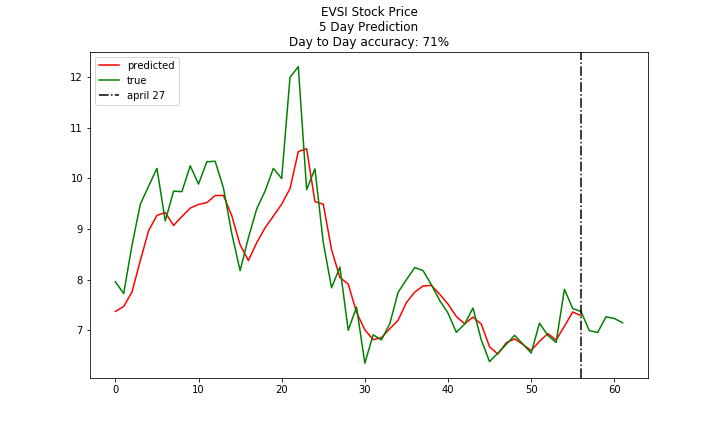 EVSI Stock Price
5 Day Prediction
Day to Day accuracy: 71%
predicted
true
april 27
12
11
10
9
8
7
0 10 20 30 40 50 60